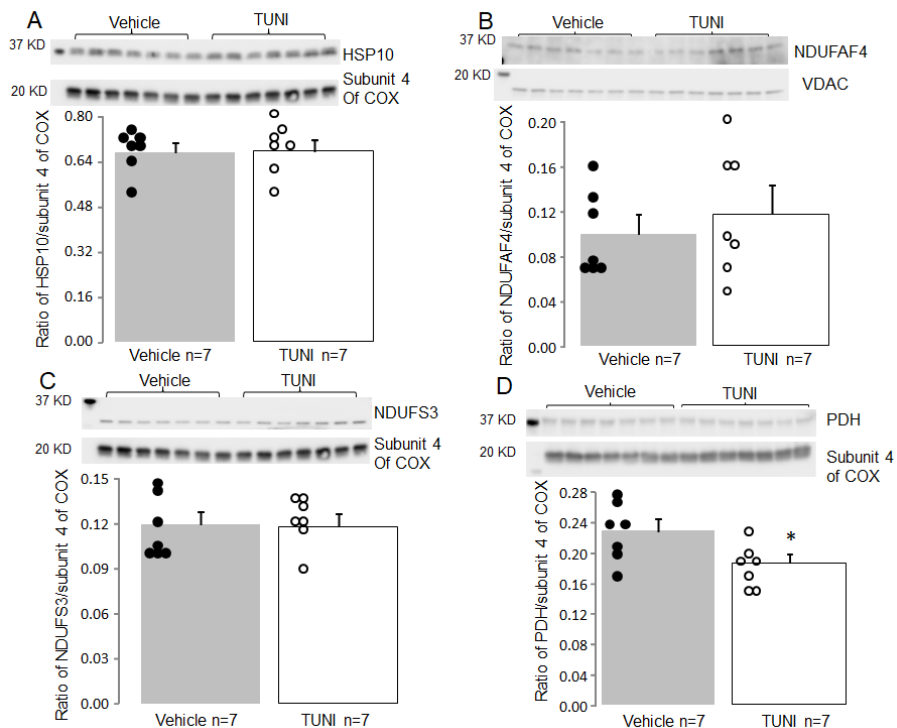 A
Vehicle
TUNI
37 KD
HSP10
20 KD
Subunit 4
Of COX
Ratio of HSP10/subunit 4 of COX
0.80
0.64
0.48
0.32
0.16
0.00
Vehicle n=7
TUNI n=7
B
Vehicle
TUNI
37 KD
NDUFAF4
20 KD
VDAC
Ratio of NDUFAF4/subunit 4 of COX
0.20
0.16
0.12
0.08
0.04
0.00
Vehicle n=7
TUNI n=7
C
Vehicle
TUNI
37 KD
NDUFS3
20 KD
Subunit 4
Of COX
Ratio of NDUFS3/subunit 4 of COX
0.15
0.12
0.09
0.06
0.03
0.00
Vehicle n=7
TUNI n=7
D
Vehicle
TUNI
37 KD
PDH
20 KD
Subunit 4
of COX
Ratio of PDH/subunit 4 of COX
0.28
0.24
0.20
0.16
0.12
0.08
0.04
0.00
*
Vehicle n=7
TUNI n=7